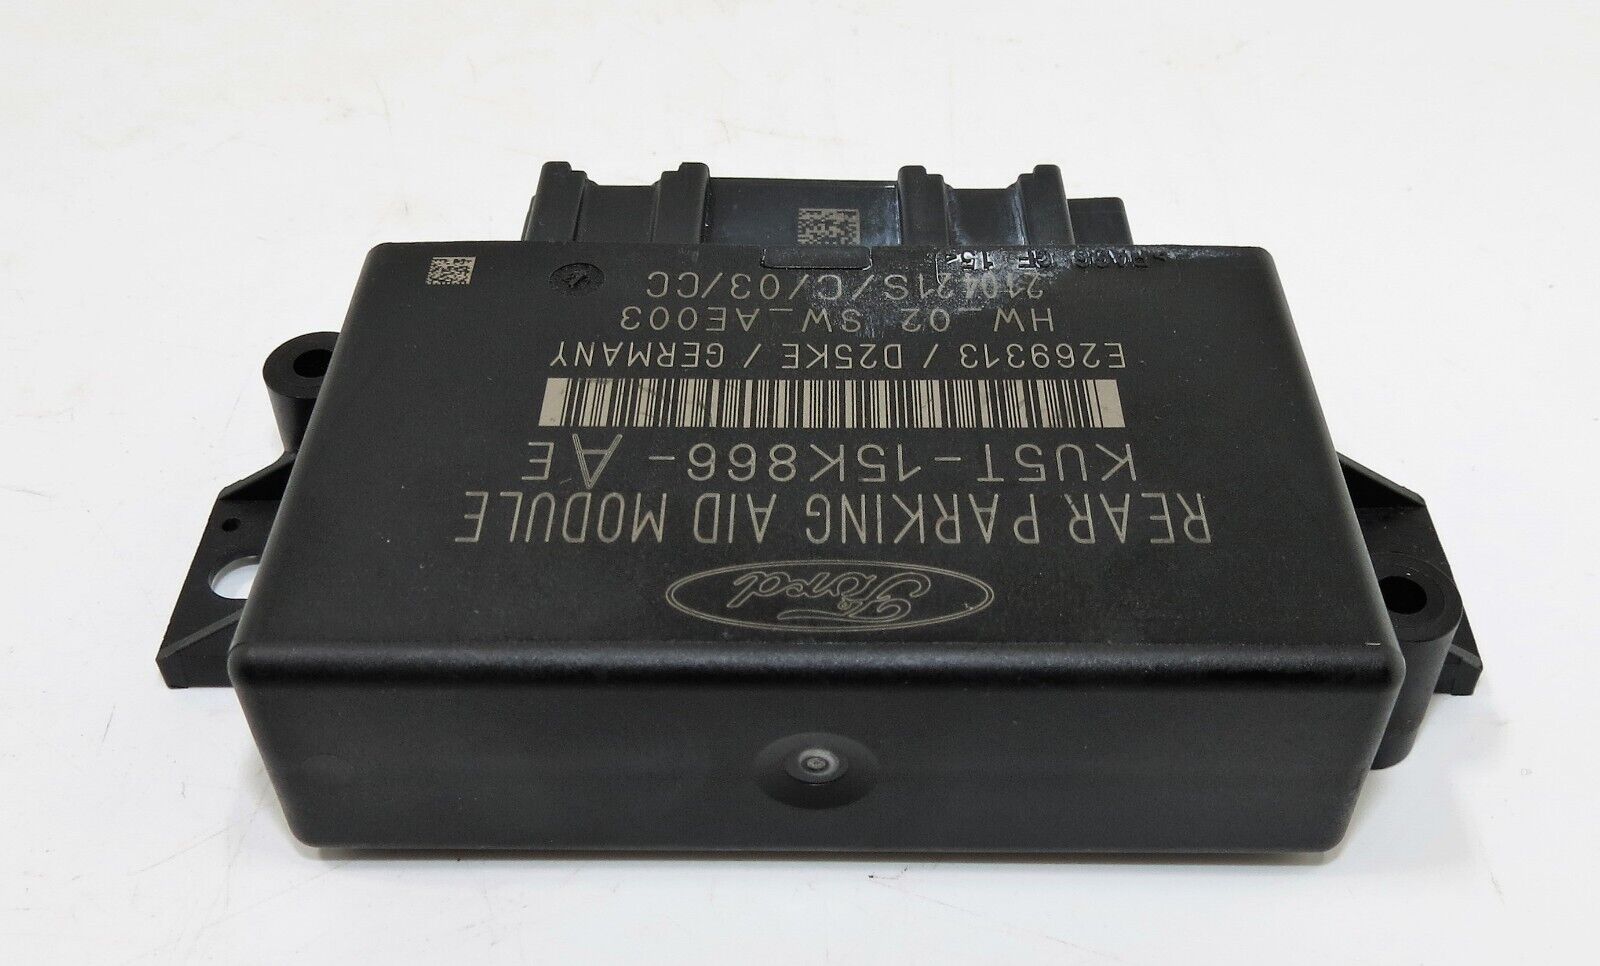 Ford
REAR PARKING AID MODULE
KU5T-15K866-AE
E269313 / D25KE / GERMANY
HW_02 SW_AE003
210421S/C/03/CC